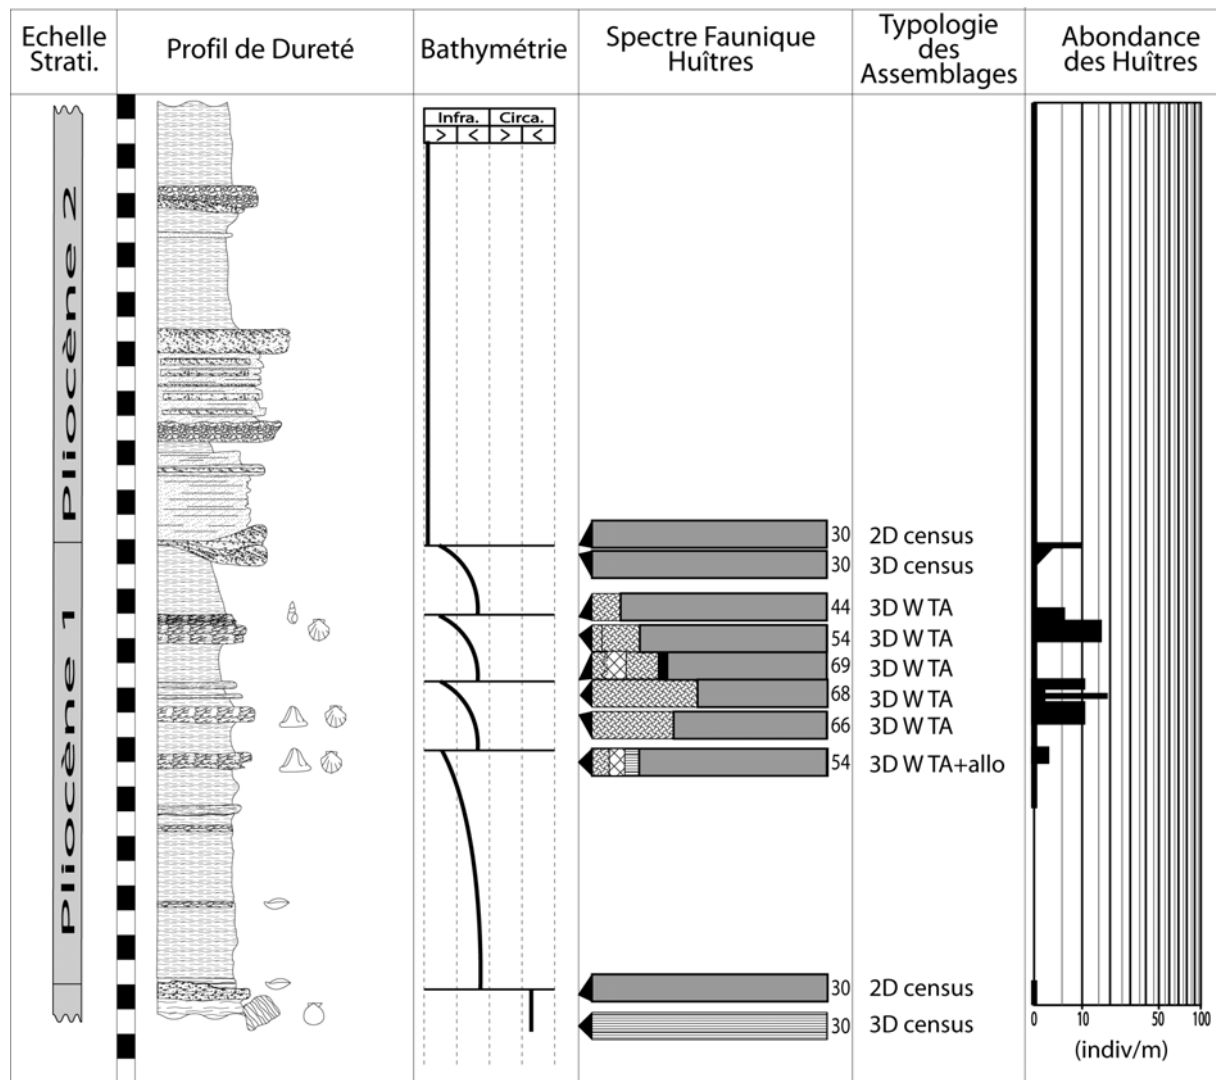 Echelle
Strati.
Profil de Dureté
Bathymétrie
Spectre Faunique
Huîtres
Typologie
des
Assemblages
Abondance
des Huîtres
Infra. Circa.
> < > <
Pliocène 2
Pliocène 1
30 2D census
30 3D census
44 3D W TA
54 3D W TA
69 3D W TA
68 3D W TA
66 3D W TA
54 3D W TA+allo
30 2D census
30 3D census
0 10 50 100
(indiv/m)